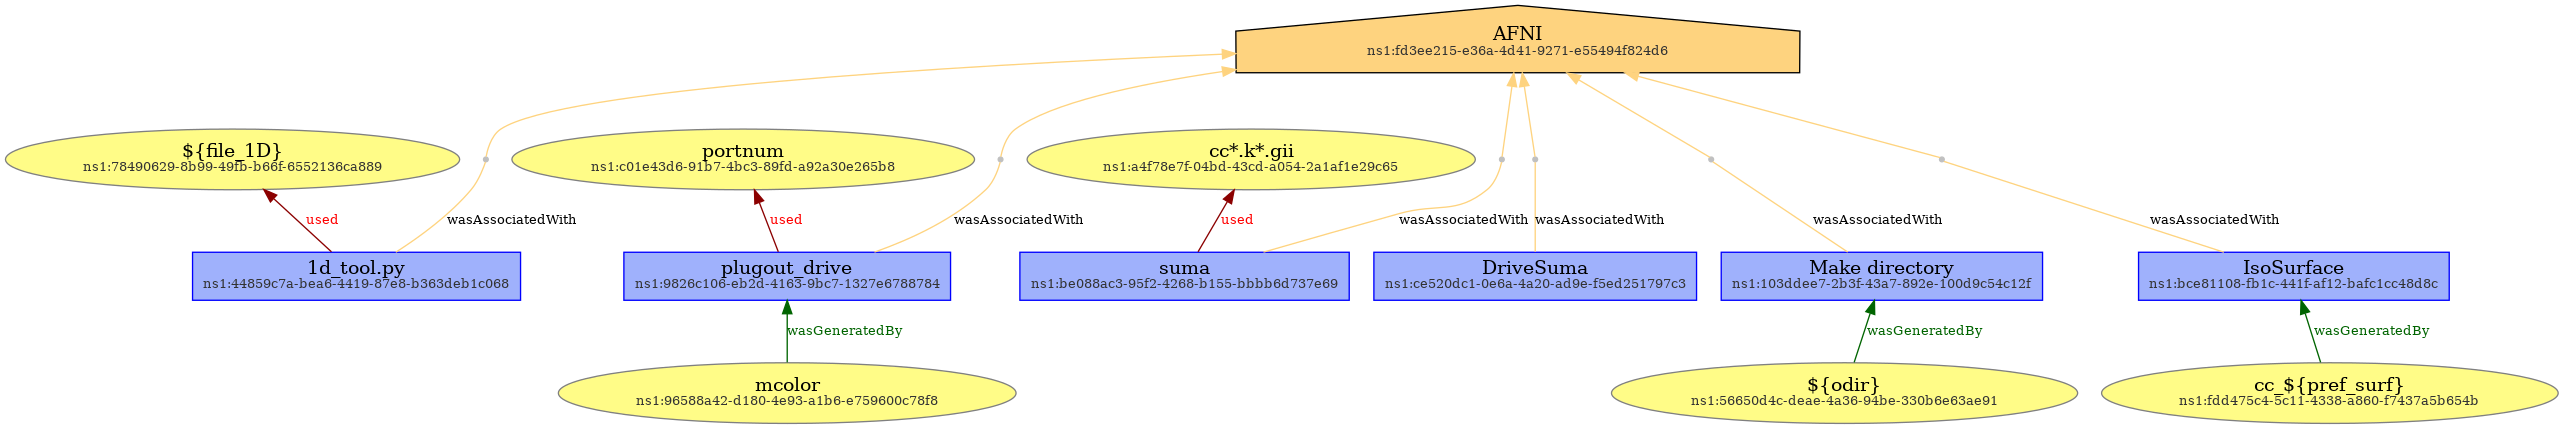 AFNI
ns1:fd3ee215-e36a-4d41-9271-e55494f824d6
${file_1D}
ns1:78490629-8b99-49fb-b66f-6552136ca889
portnum
ns1:c01e43d6-91b7-4bc3-89fd-a92a30e265b8
cc*.k*.gii
ns1:a4f78e7f-04bd-43cd-a054-2a1af1e29c65
used
wasAssociatedWith
used
wasAssociatedWith
used
wasAssociatedWith
wasAssociatedWith
wasAssociatedWith
wasAssociatedWith
1d_tool.py
ns1:44859c7a-bea6-4419-87e8-b363deb1c068
plugout_drive
ns1:9826c106-eb2d-4163-9bc7-1327e6788784
suma
ns1:be088ac3-95f2-4268-b155-bbbb6d737e69
DriveSuma
ns1:ce520dc1-0e6a-4a20-ad9e-f5ed251797c3
Make directory
ns1:103ddee7-2b3f-43a7-892e-100d9c54c12f
IsoSurface
ns1:bce81108-fb1c-441f-af12-bafc1cc48d8c
wasGeneratedBy
wasGeneratedBy
wasGeneratedBy
mcolor
ns1:96588a42-d180-4e93-a1b6-e759600c78f8
${odir}
ns1:56650d4c-deae-4a36-94be-330b6e63ae91
cc_${pref_surf}
ns1:fdd475c4-5c11-4338-a860-f7437a5b654b